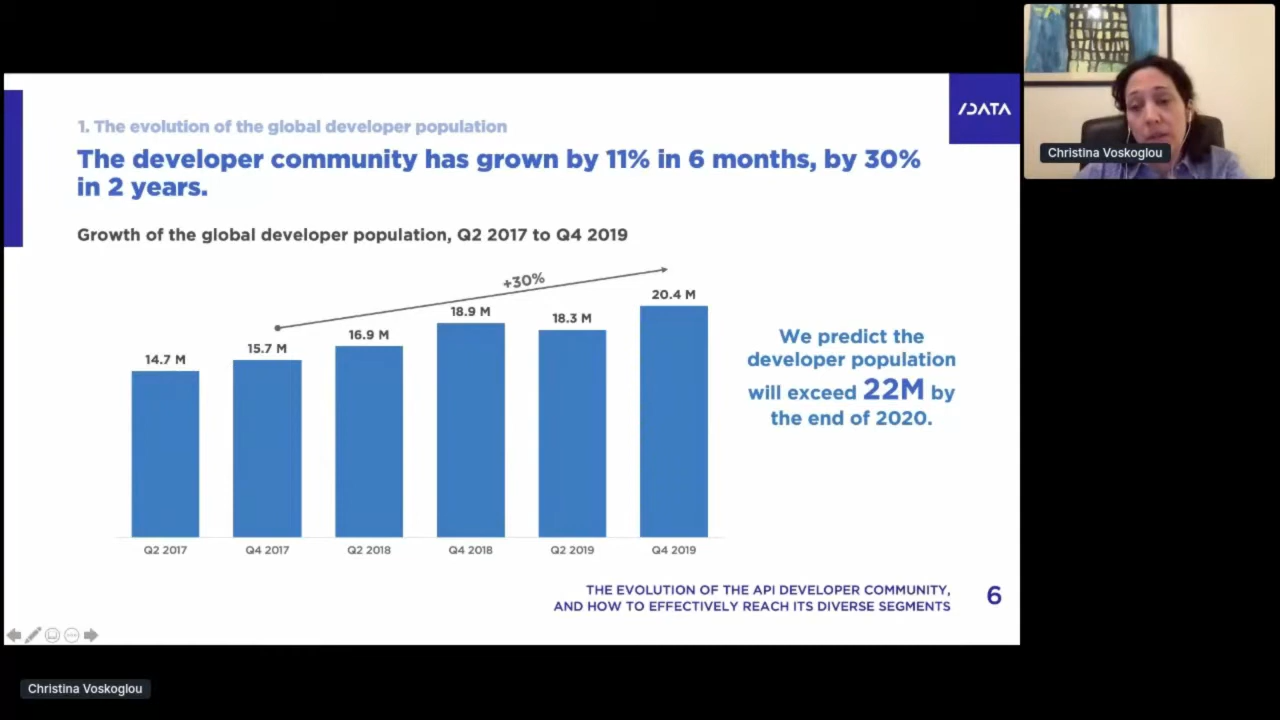 1. The evolution of the global developer population
The developer community has grown by 11% in 6 months, by 30%
in 2 years.
/DATA
Christina Voskoglou
Growth of the global developer population, Q2 2017 to Q4 2019
+30%
14.7 M
15.7 M
16.9 M
18.9 M
18.3 M
20.4 M
Q2 2017
Q4 2017
Q2 2018
Q4 2018
Q2 2019
Q4 2019
We predict the
developer population
will exceed 22M by
the end of 2020.
THE EVOLUTION OF THE API DEVELOPER COMMUNITY,
AND HOW TO EFFECTIVELY REACH ITS DIVERSE SEGMENTS
6
Christina Voskoglou